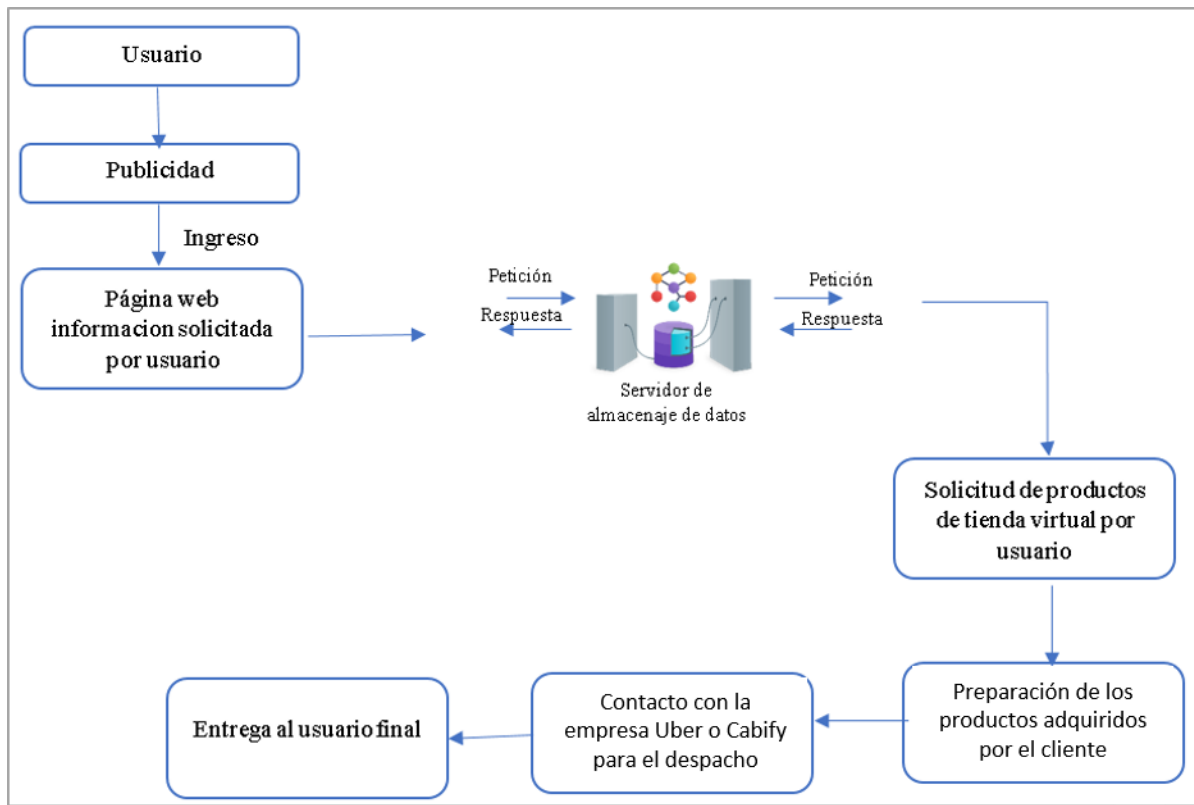 Usuario
Publicidad
Ingreso
Página web
informacion solicitada
por usuario
Petición
Respuesta
Servidor de
almacenaje de datos
Petición
Respuesta
Solicitud de productos
de tienda virtual por
usuario
Preparación de los
productos adquiridos
por el cliente
Contacto con la
empresa Uber o Cabify
para el despacho
Entrega al usuario final